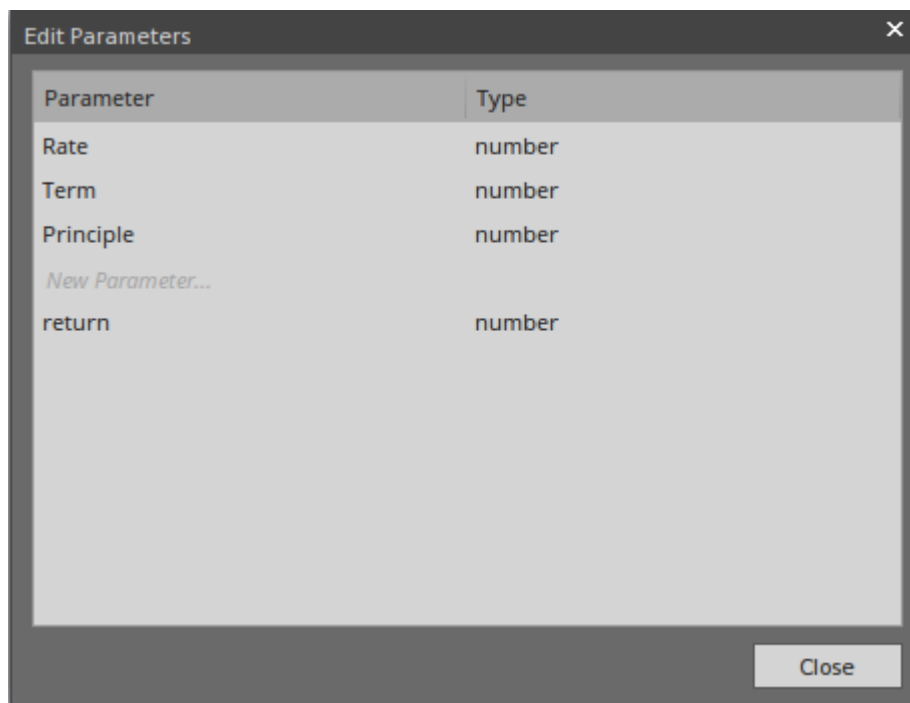 Edit Parameters
Parameter Type
Rate number
Term number
Principle number
New Parameter...
return number
Close